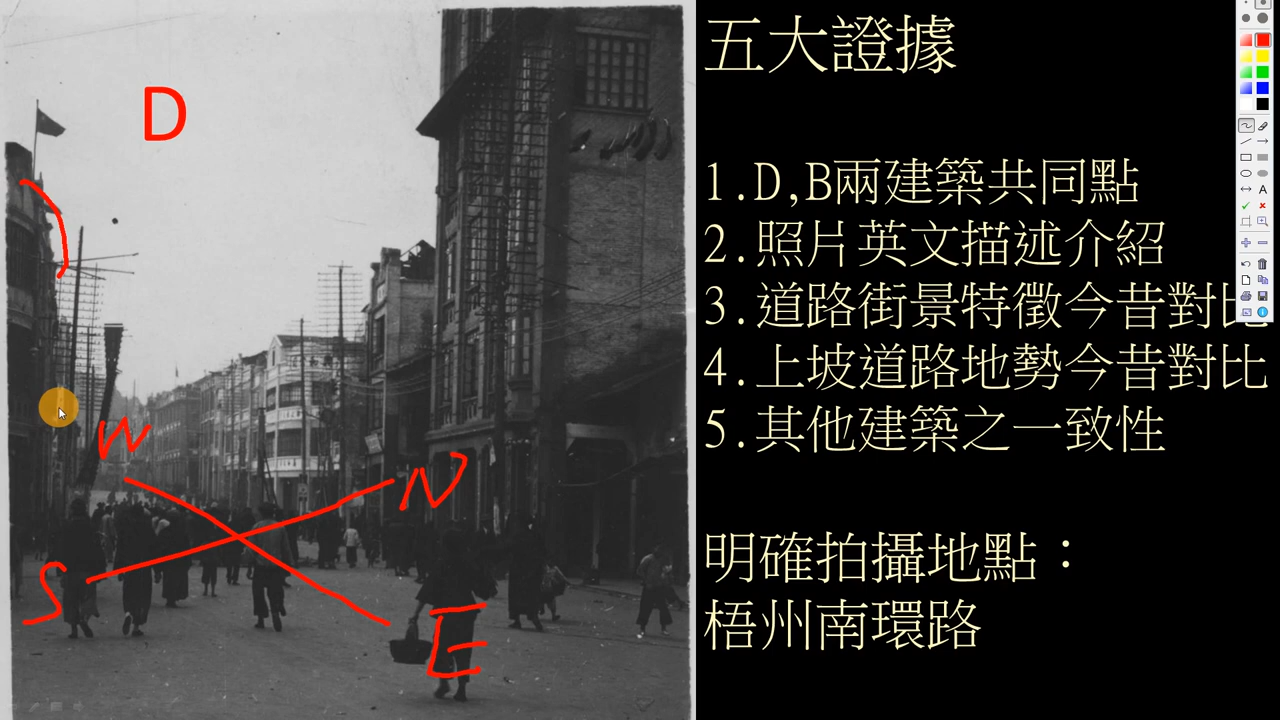 D
W
N
S
E
五大證據
1.D,B兩建築共同點
2.照片英文描述介紹
3.道路街景特徵今昔對比
4.上坡道路地勢今昔對比
5.其他建築之一致性
明確拍攝地點：
梧州南環路
A